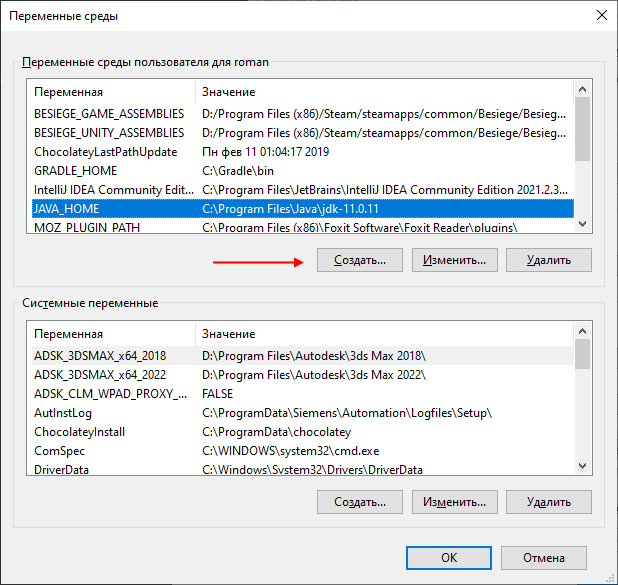 Переменные среды
Переменные среды пользователя для roman
Переменная Значение
BESIEGE_GAME_ASSEMBLIES D:/Program Files (x86)/Steam/steamapps/common/Besiege/Besieg...
BESIEGE_UNITY_ASSEMBLIES D:/Program Files (x86)/Steam/steamapps/common/Besiege/Besieg...
ChocolateyLastPathUpdate Пн фев 11 01:04:17 2019
GRADLE_HOME C:\Gradle\bin
IntelliJ IDEA Community Edit... C:\Program Files\JetBrains\IntelliJ IDEA Community Edition 2021.2.3...
JAVA_HOME C:\Program Files\Java\jdk-11.0.11
MOZ_PLUGIN_PATH C:\Program Files (x86)\Foxit Software\Foxit Reader\plugins\
Создать... Изменить... Удалить
Системные переменные
Переменная Значение
ADSK_3DSMAX_x64_2018 D:\Program Files\Autodesk\3ds Max 2018\
ADSK_3DSMAX_x64_2022 D:\Program Files\Autodesk\3ds Max 2022\
ADSK_CLM_WPAD_PROXY_... FALSE
AutInstLog C:\ProgramData\Siemens\Automation\Logfiles\Setup\
ChocolateyInstall C:\ProgramData\chocolatey
ComSpec C:\WINDOWS\system32\cmd.exe
DriverData C:\Windows\System32\Drivers\DriverData
Создать... Изменить... Удалить
ОК Отмена